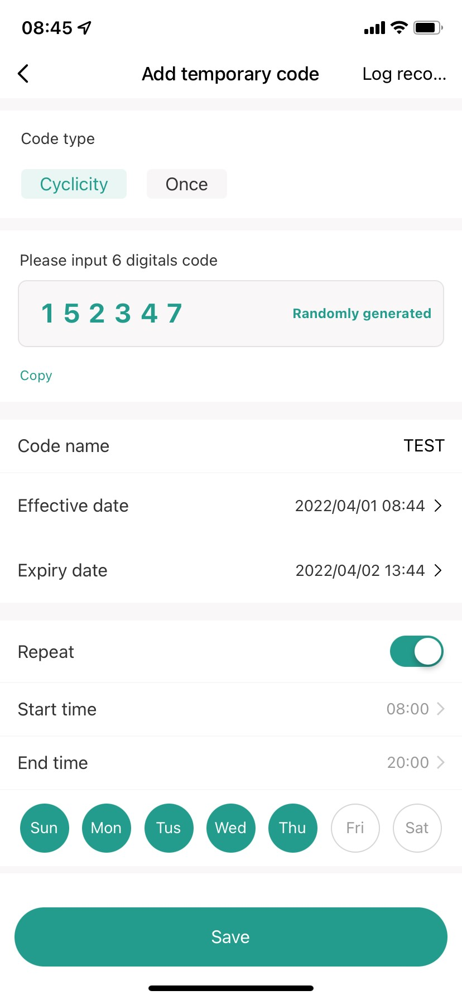 08:45
Add temporary code Log reco...
Code type
Cyclicity Once
Please input 6 digitals code
1 5 2 3 4 7 Randomly generated
Copy
Code name TEST
Effective date 2022/04/01 08:44
Expiry date 2022/04/02 13:44
Repeat
Start time 08:00
End time 20:00
Sun Mon Tus Wed Thu Fri Sat
Save